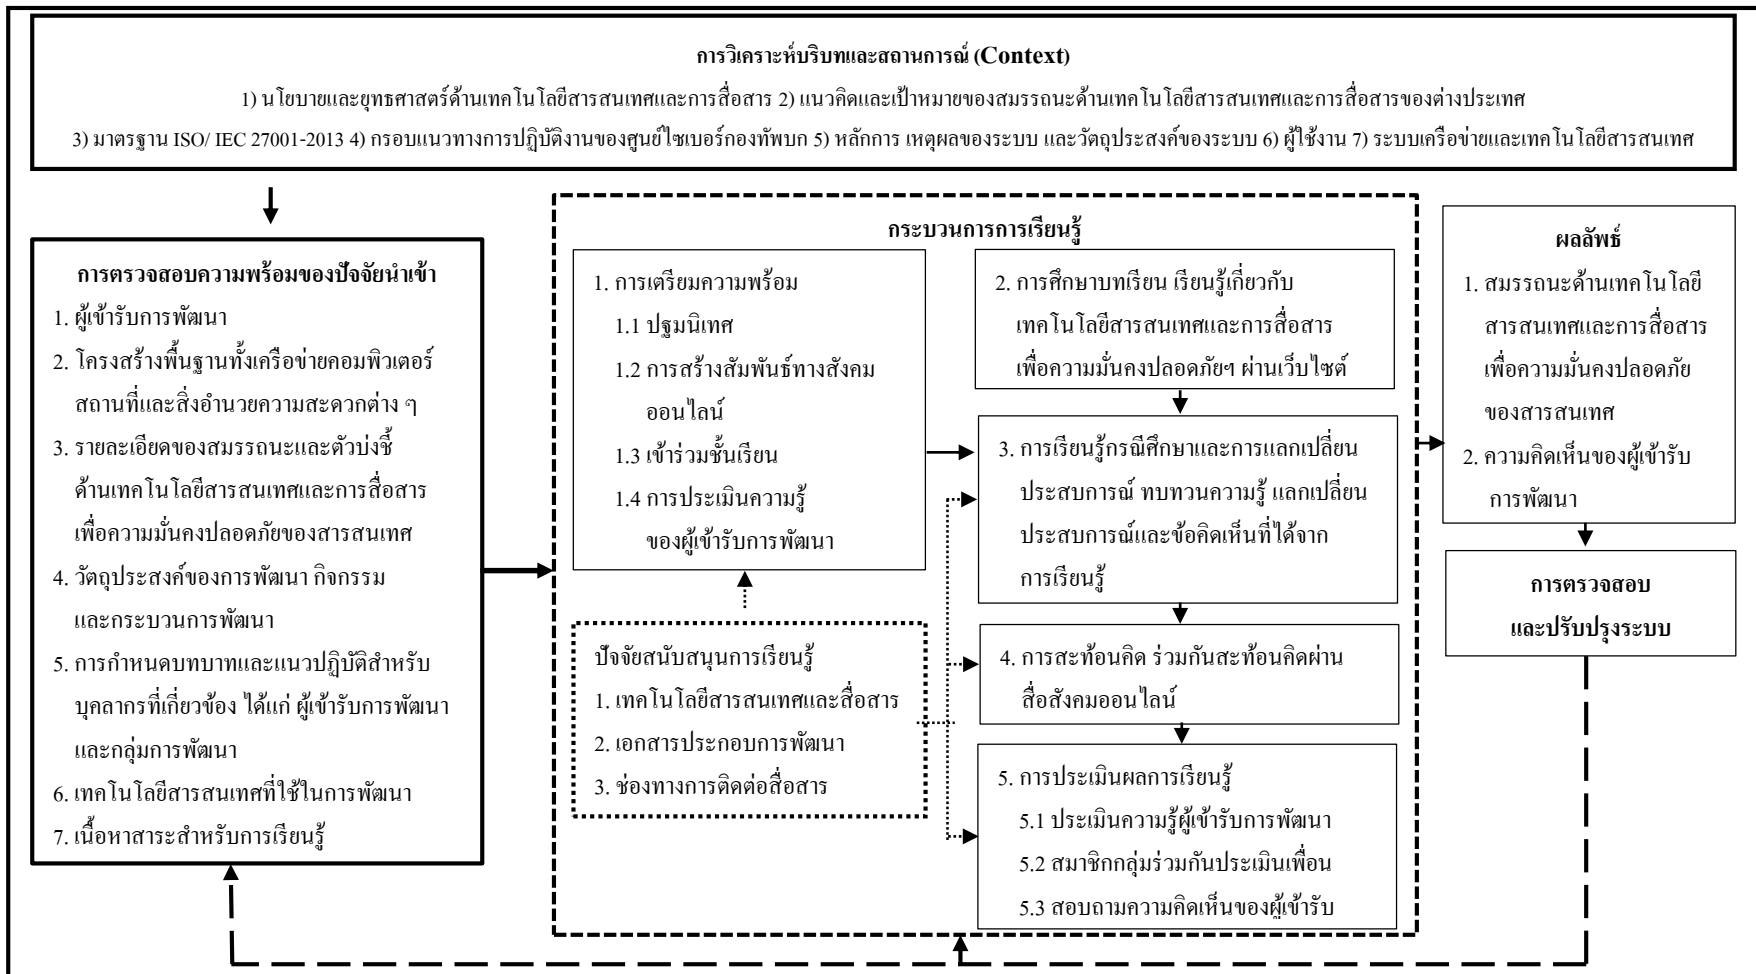 การวิเคราะห์บริบทและสถานการณ์ (Context)
1) นโยบายและยุทธศาสตร์ด้านเทคโนโลยีสารสนเทศและการสื่อสาร 2) แนวคิดและเป้าหมายของสมรรถนะด้านเทคโนโลยีสารสนเทศและการสื่อสารของต่างประเทศ
3) มาตรฐาน ISO/ IEC 27001-2013 4) กรอบแนวทางการปฏิบัติงานของศูนย์ไซเบอร์กองทัพบก 5) หลักการ เหตุผลของระบบ และวัตถุประสงค์ของระบบ 6) ผู้ใช้งาน 7) ระบบเครือข่ายและเทคโนโลยีสารสนเทศ
การตรวจสอบความพร้อมของปัจจัยนำเข้า
1. ผู้เข้ารับการพัฒนา
2. โครงสร้างพื้นฐานทั้งเครือข่ายคอมพิวเตอร์
สถานที่และสิ่งอำนวยความสะดวกต่าง ๆ
3. รายละเอียดของสมรรถนะและตัวบ่งชี้
ด้านเทคโนโลยีสารสนเทศและการสื่อสาร
เพื่อความมั่นคงปลอดภัยของสารสนเทศ
4. วัตถุประสงค์ของการพัฒนา กิจกรรม
และกระบวนการพัฒนา
5. การกำหนดบทบาทและแนวปฏิบัติสำหรับ
บุคลากรที่เกี่ยวข้อง ได้แก่ ผู้เข้ารับการพัฒนา
และกลุ่มการพัฒนา
6. เทคโนโลยีสารสนเทศที่ใช้ในการพัฒนา
7. เนื้อหาสาระสำหรับการเรียนรู้
กระบวนการการเรียนรู้
1. การเตรียมความพร้อม
1.1 ปฐมนิเทศ
1.2 การสร้างสัมพันธ์ทางสังคม
ออนไลน์
1.3 เข้าร่วมชั้นเรียน
1.4 การประเมินความรู้
ของผู้เข้ารับการพัฒนา
ปัจจัยสนับสนุนการเรียนรู้
1. เทคโนโลยีสารสนเทศและสื่อสาร
2. เอกสารประกอบการพัฒนา
3. ช่องทางการติดต่อสื่อสาร
2. การศึกษาบทเรียน เรียนรู้เกี่ยวกับ
เทคโนโลยีสารสนเทศและการสื่อสาร
เพื่อความมั่นคงปลอดภัยฯ ผ่านเว็บไซต์
3. การเรียนรู้กรณีศึกษาและการแลกเปลี่ยน
ประสบการณ์ ทบทวนความรู้ แลกเปลี่ยน
ประสบการณ์และข้อคิดเห็นที่ได้จาก
การเรียนรู้
4. การสะท้อนคิด ร่วมกันสะท้อนคิดผ่าน
สื่อสังคมออนไลน์
5. การประเมินผลการเรียนรู้
5.1 ประเมินความรู้ผู้เข้ารับการพัฒนา
5.2 สมาชิกกลุ่มร่วมกันประเมินเพื่อน
5.3 สอบถามความคิดเห็นของผู้เข้ารับ
ผลลัพธ์
1. สมรรถนะด้านเทคโนโลยี
สารสนเทศและการสื่อสาร
เพื่อความมั่นคงปลอดภัย
ของสารสนเทศ
2. ความคิดเห็นของผู้เข้ารับ
การพัฒนา
การตรวจสอบ
และปรับปรุงระบบ